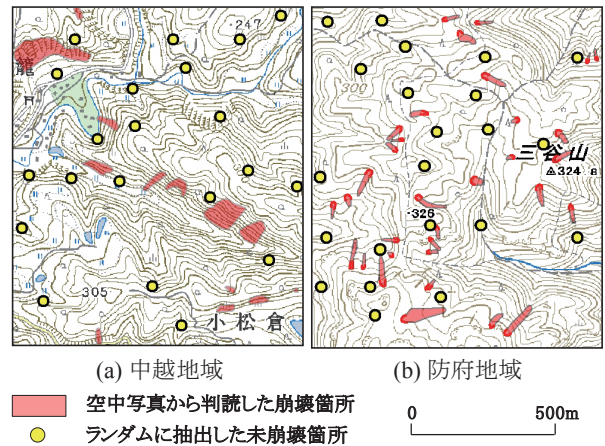 ・247
龍
305
小松倉
300
三谷山
324
・326
(a) 中越地域
(b) 防府地域
空中写真から判読した崩壊箇所
ランダムに抽出した未崩壊箇所
0 500m